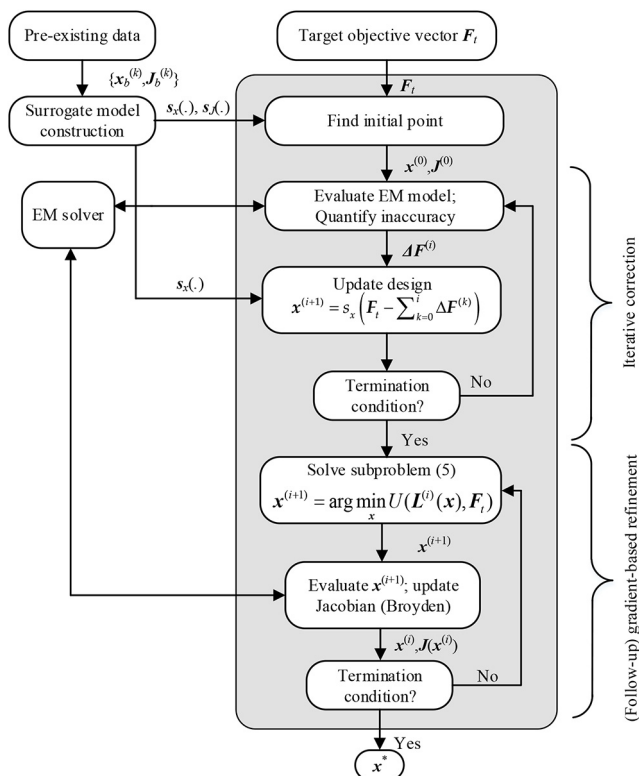 Pre-existing data
Target objective vector F_t
{x_b^(k), J_b^(k)}
F_t
Surrogate model
construction
s_x(.), s_J(.)
Find initial point
x^(0), J^(0)
EM solver
Evaluate EM model;
Quantify inaccuracy
ΔF^(i)
s_x(.)
Update design
x^(i+1) = s_x (F_t − ∑_{k=0}^{i} ΔF^(k))
Termination
condition?
No
Yes
Iterative correction
Solve subproblem (5)
x^(i+1) = arg min_x U(L^(i)(x), F_t)
x^(i+1)
Evaluate x^(i+1); update
Jacobian (Broyden)
x^(i), J(x^(i))
Termination
condition?
No
Yes
x*
(Follow-up) gradient-based refinement